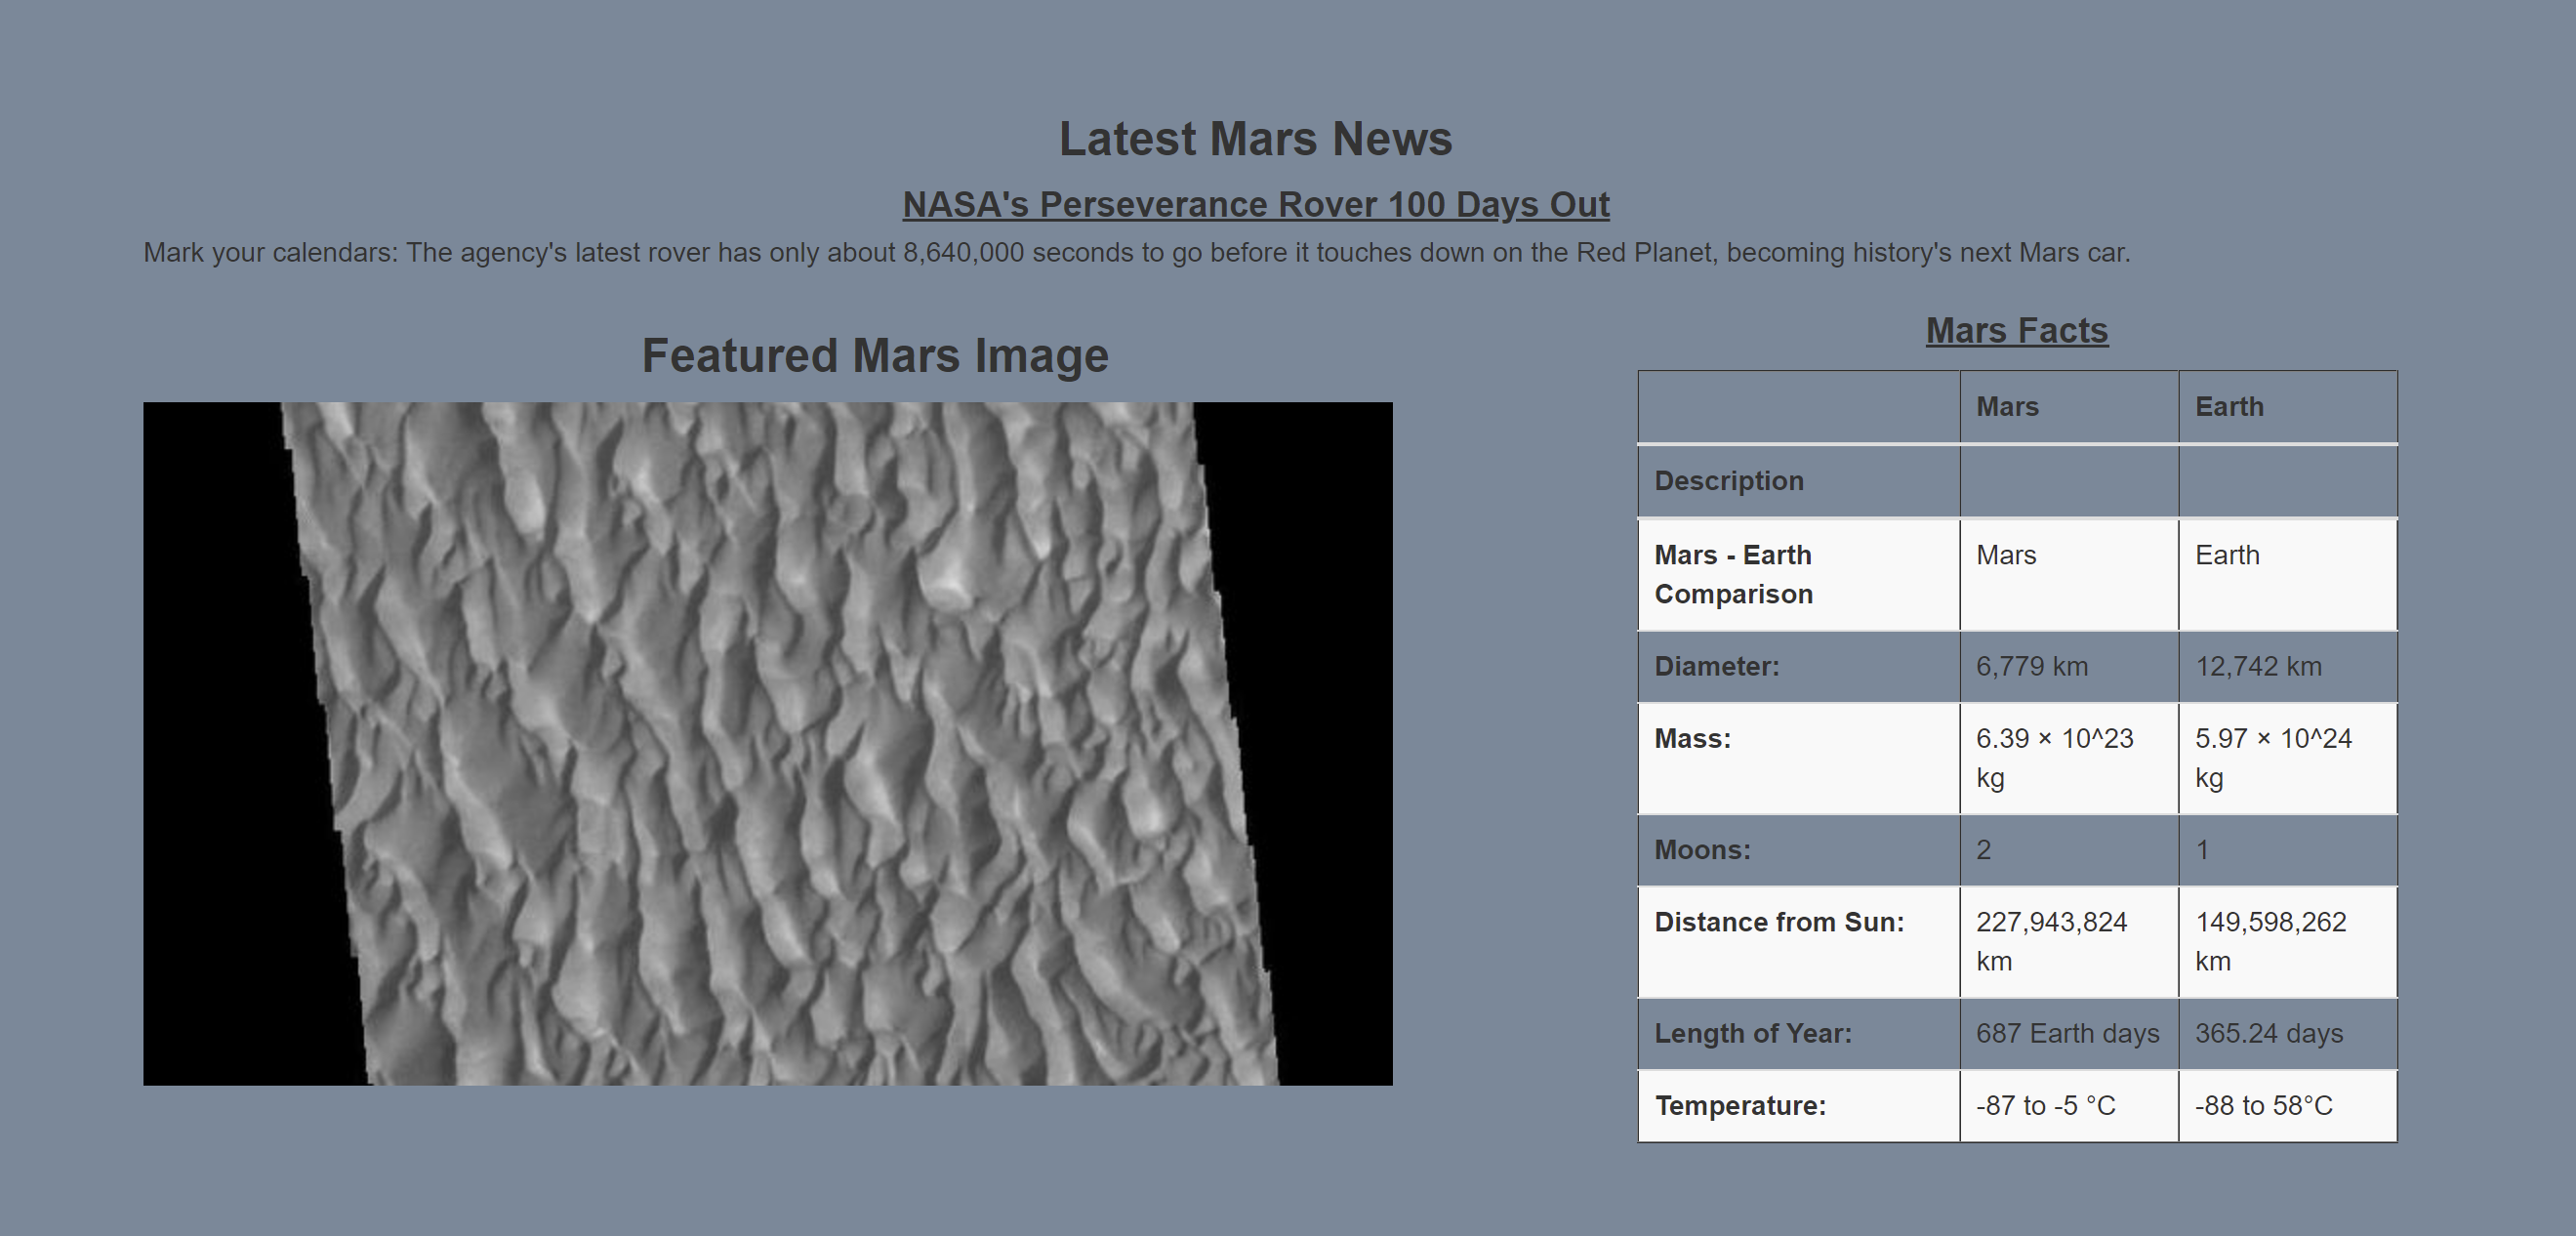 Latest Mars News
NASA's Perseverance Rover 100 Days Out
Mark your calendars: The agency's latest rover has only about 8,640,000 seconds to go before it touches down on the Red Planet, becoming history's next Mars car.
Featured Mars Image
Mars Facts
Mars Earth
Description
Mars - Earth Mars Earth
Comparison
Diameter: 6,779 km 12,742 km
Mass: 6.39 × 10^23 5.97 × 10^24
kg kg
Moons: 2 1
Distance from Sun: 227,943,824 149,598,262
km km
Length of Year: 687 Earth days 365.24 days
Temperature: -87 to -5 °C -88 to 58°C